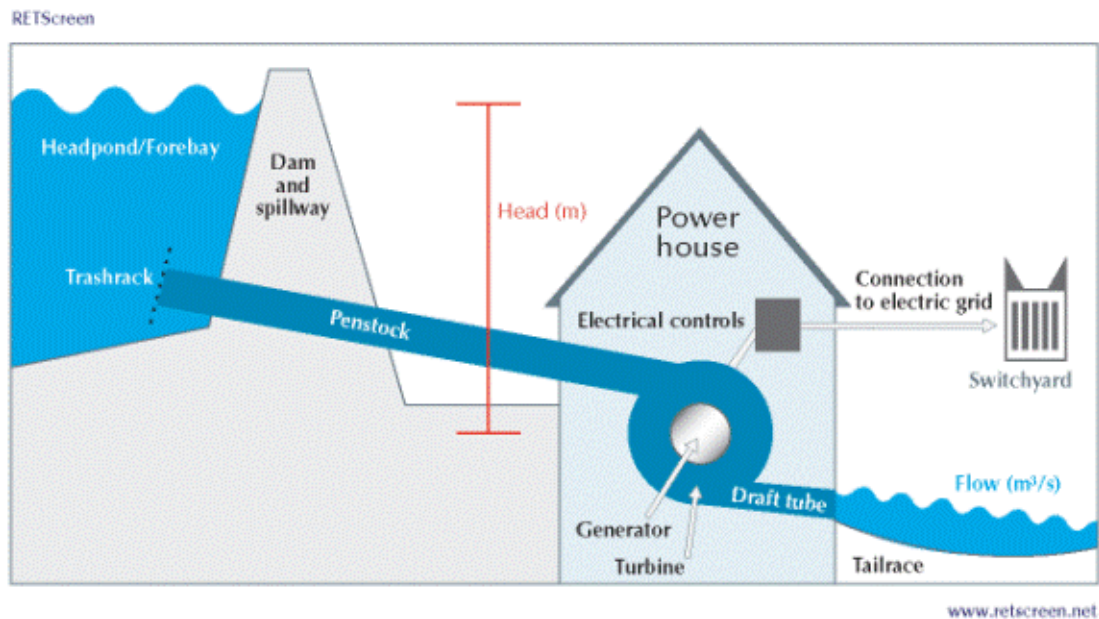 RETScreen
Headpond/Forebay
Dam
and
spillway
Head (m)
Power
house
Trashrack
Penstock
Electrical controls
Connection
to electric grid
Switchyard
Flow (m³/s)
Draft tube
Generator
Turbine
Tailrace
www.retscreen.net